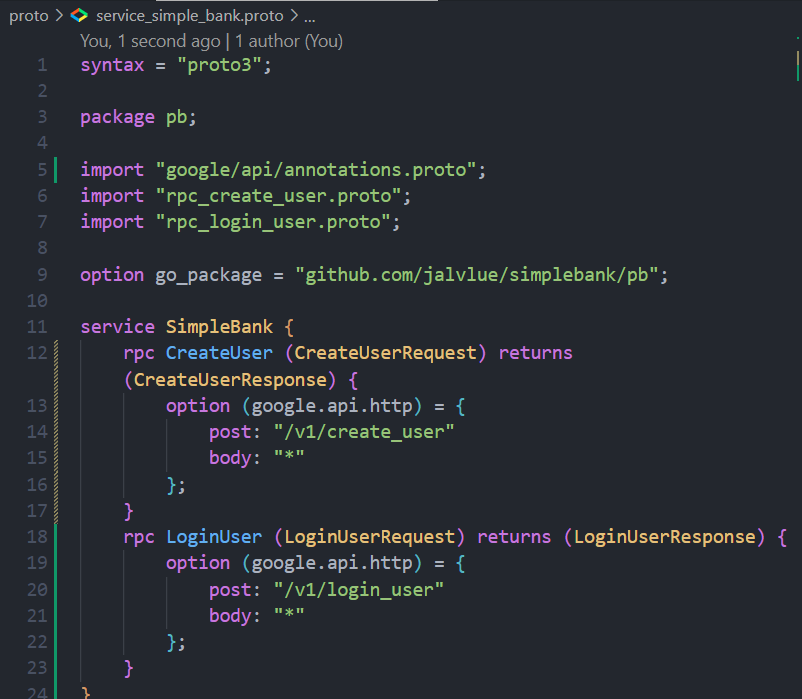 proto > service_simple_bank.proto > ...
You, 1 second ago | 1 author (You)
1 syntax = "proto3";
2
3 package pb;
4
5 import "google/api/annotations.proto";
6 import "rpc_create_user.proto";
7 import "rpc_login_user.proto";
8
9 option go_package = "github.com/jalvlue/simplebank/pb";
10
11 service SimpleBank {
12 rpc CreateUser (CreateUserRequest) returns
(CreateUserResponse) {
13 option (google.api.http) = {
14 post: "/v1/create_user"
15 body: "*"
16 };
17 }
18 rpc LoginUser (LoginUserRequest) returns (LoginUserResponse) {
19 option (google.api.http) = {
20 post: "/v1/login_user"
21 body: "*"
22 };
23 }
24 }